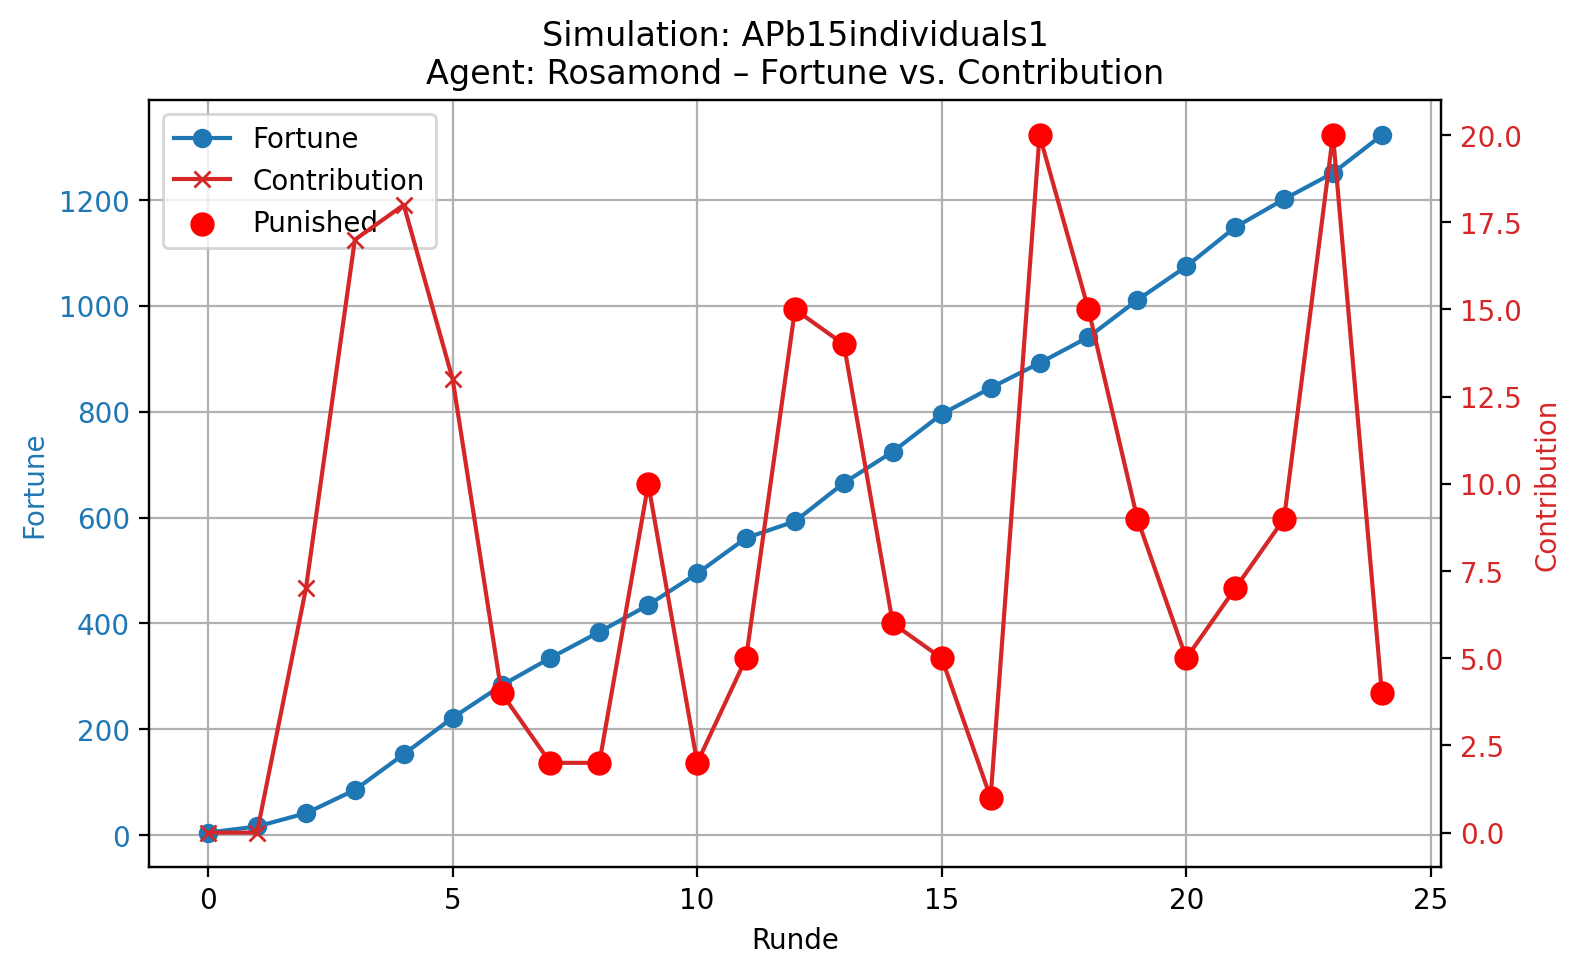 Simulation: APb15individuals1
Agent: Rosamond – Fortune vs. Contribution
Fortune
Contribution
Punished
1200
1000
800
600
400
200
0
Fortune
20.0
17.5
15.0
12.5
10.0
7.5
5.0
2.5
0.0
Contribution
0 5 10 15 20 25
Runde